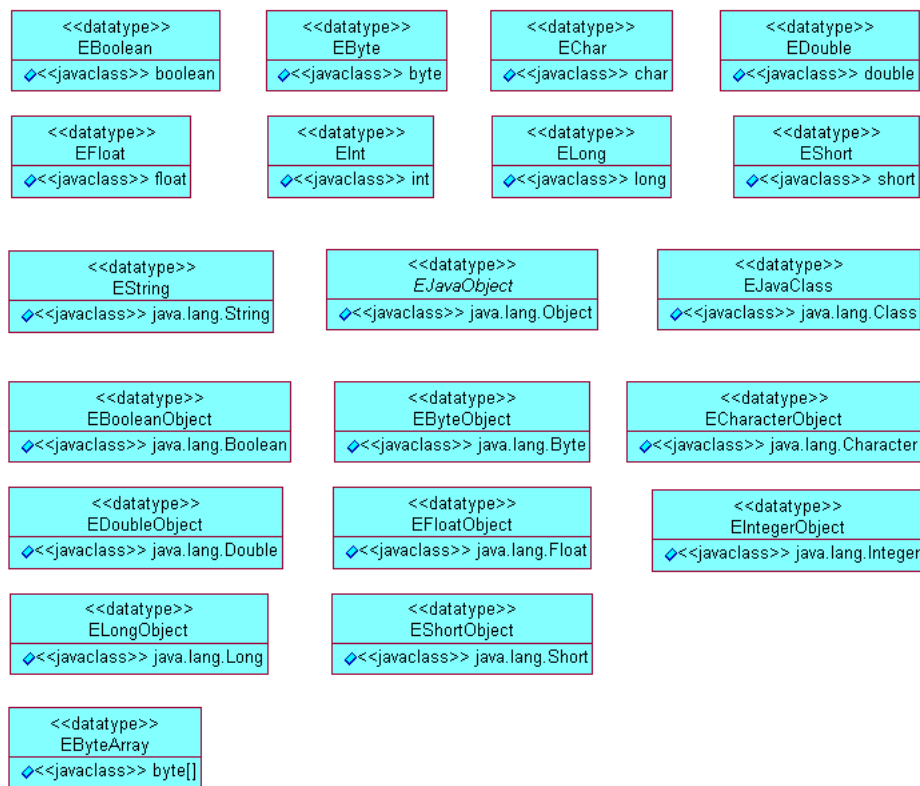 <<datatype>>
EBoolean
<<javaclass>> boolean
<<datatype>>
EByte
<<javaclass>> byte
<<datatype>>
EChar
<<javaclass>> char
<<datatype>>
EDouble
<<javaclass>> double
<<datatype>>
EFloat
<<javaclass>> float
<<datatype>>
EInt
<<javaclass>> int
<<datatype>>
ELong
<<javaclass>> long
<<datatype>>
EShort
<<javaclass>> short
<<datatype>>
EString
<<javaclass>> java.lang.String
<<datatype>>
EJavaObject
<<javaclass>> java.lang.Object
<<datatype>>
EJavaClass
<<javaclass>> java.lang.Class
<<datatype>>
EBooleanObject
<<javaclass>> java.lang.Boolean
<<datatype>>
EByteObject
<<javaclass>> java.lang.Byte
<<datatype>>
ECharacterObject
<<javaclass>> java.lang.Character
<<datatype>>
EDoubleObject
<<javaclass>> java.lang.Double
<<datatype>>
EFloatObject
<<javaclass>> java.lang.Float
<<datatype>>
EIntegerObject
<<javaclass>> java.lang.Integer
<<datatype>>
ELongObject
<<javaclass>> java.lang.Long
<<datatype>>
EShortObject
<<javaclass>> java.lang.Short
<<datatype>>
EByteArray
<<javaclass>> byte[]